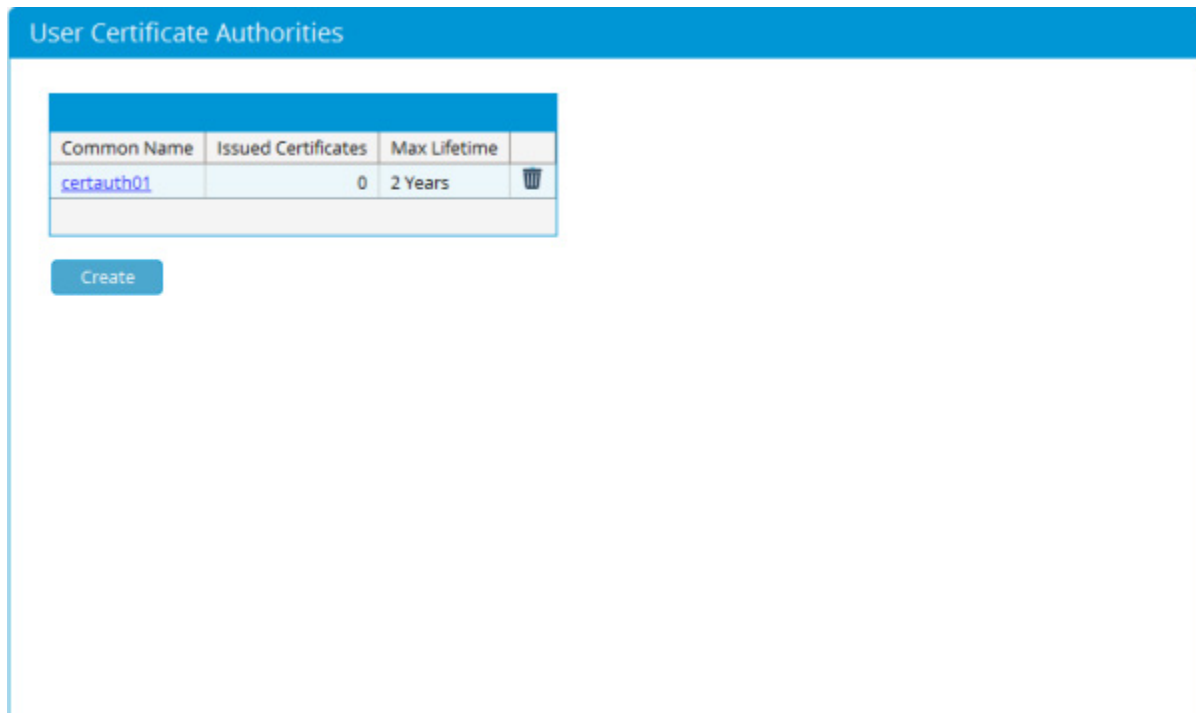 User Certificate Authorities
Common Name Issued Certificates Max Lifetime
certauth01 0 2 Years
Create